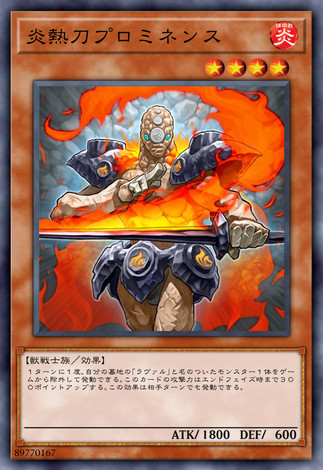 炎熱刀プロミネンス
ほのお
炎
【獣戦士族／効果】
１ターンに１度、自分の墓地の「ラヴァル」と名のついたモンスター１体をゲ
ームから除外して発動できる。このカードの攻撃力はエンドフェイズ時まで３０
０ポイントアップする。この効果は相手ターンでも発動できる。
ATK/ 1800 DEF/ 600
89770167